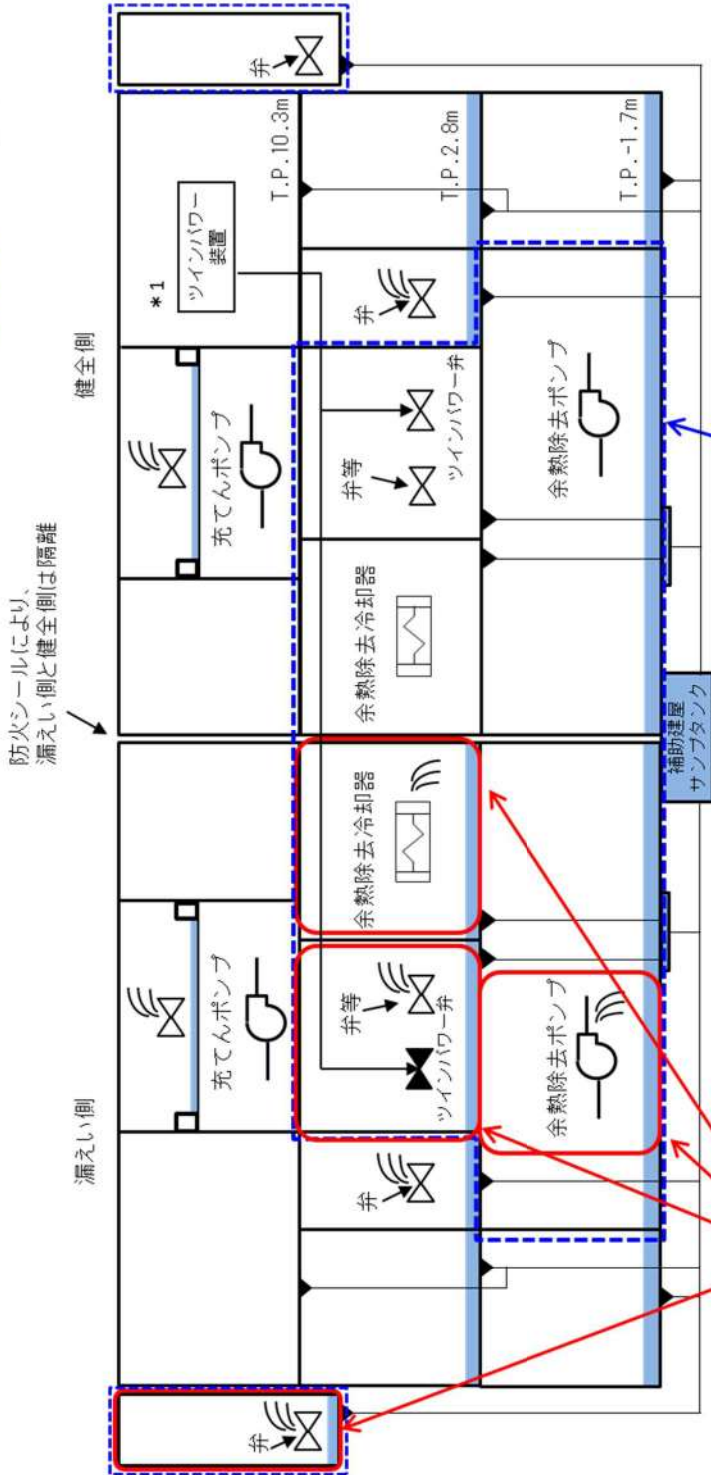 防火シールにより、
漏えい側と健全側は隔離
漏えい側
健全側
弁
充てんポンプ
充てんポンプ
*1
ツインパワー
装置
弁
T.P.10.3m
弁
弁等
ツインパワー弁
余熱除去冷却器
余熱除去冷却器
弁等
ツインパワー弁
弁
T.P.2.8m
余熱除去ポンプ
余熱除去ポンプ
T.P.-1.7m
補助建屋
サンプタンク